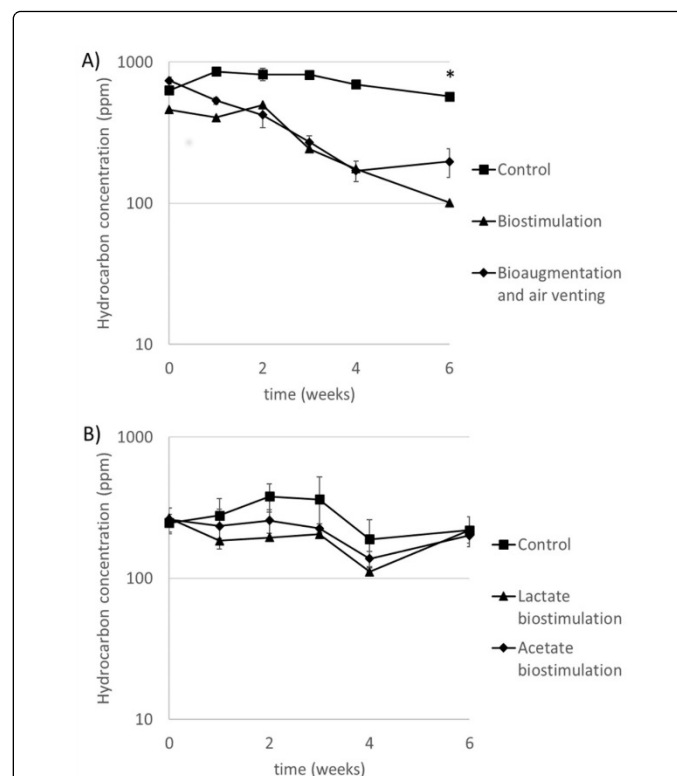 A)
*
1000
100
10
Hydrocarbon concentration (ppm)
0 2 4 6
time (weeks)
Control
Biostimulation
Bioaugmentation
and air venting
B)
1000
100
10
Hydrocarbon concentration (ppm)
0 2 4 6
time (weeks)
Control
Lactate
biostimulation
Acetate
biostimulation